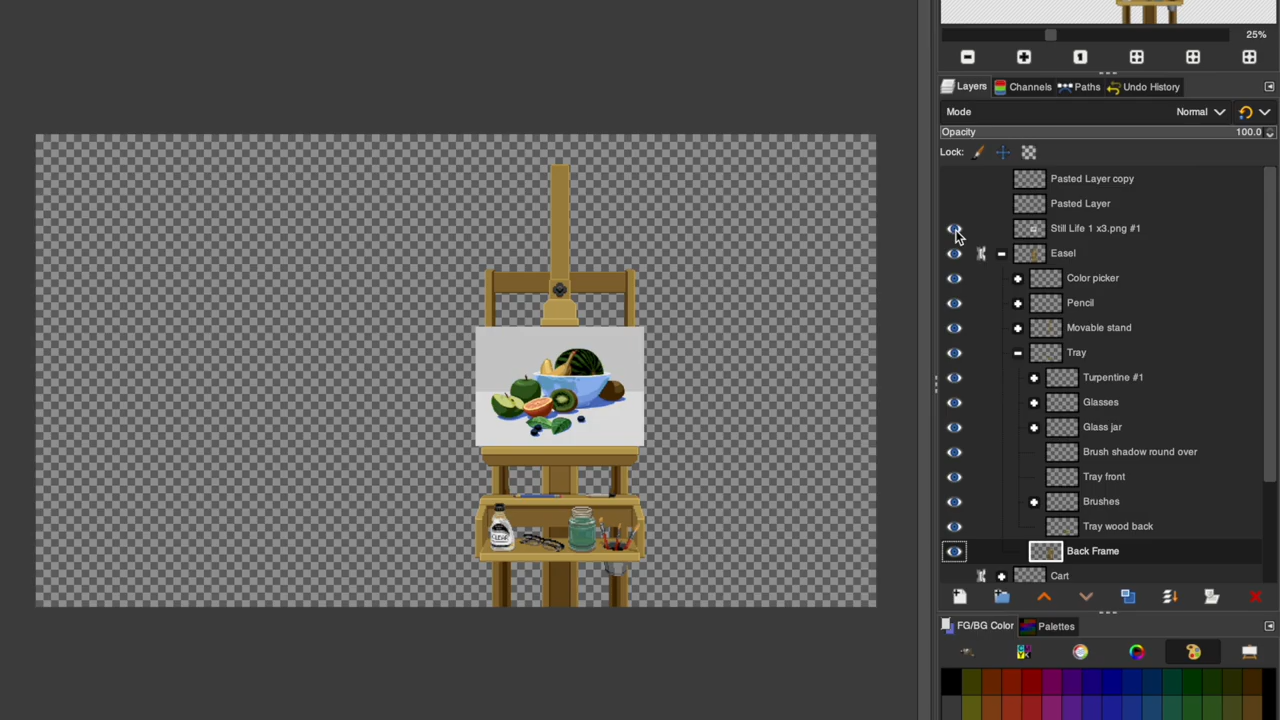 25%
Layers Channels Paths Undo History
Mode Normal
Opacity 100.0
Lock:
Pasted Layer copy
Pasted Layer
Still Life 1 x3.png #1
Easel
Color picker
Pencil
Movable stand
Tray
Turpentine #1
Glasses
Glass jar
Brush shadow round over
Tray front
Brushes
Tray wood back
Back Frame
Cart
FG/BG Color Palettes
CLEAR